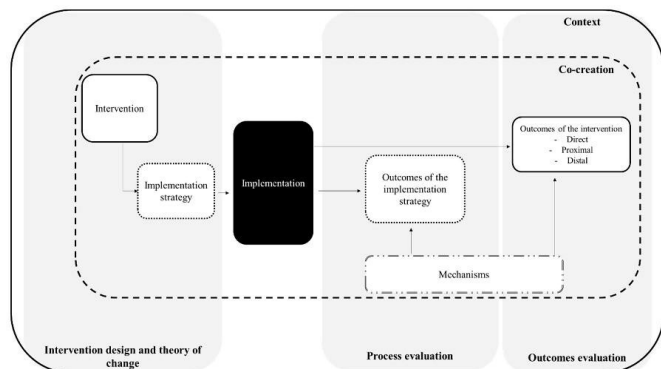 Context
Co-creation
Intervention
Outcomes of the intervention
- Direct
- Proximal
- Distal
Implementation
strategy
Implementation
Outcomes of the
implementation
strategy
Mechanisms
Intervention design and theory of
change
Process evaluation
Outcomes evaluation